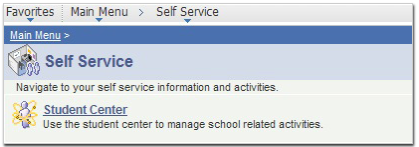 Favorites Main Menu > Self Service
Main Menu >
Self Service
Navigate to your self service information and activities.
Student Center
Use the student center to manage school related activities.